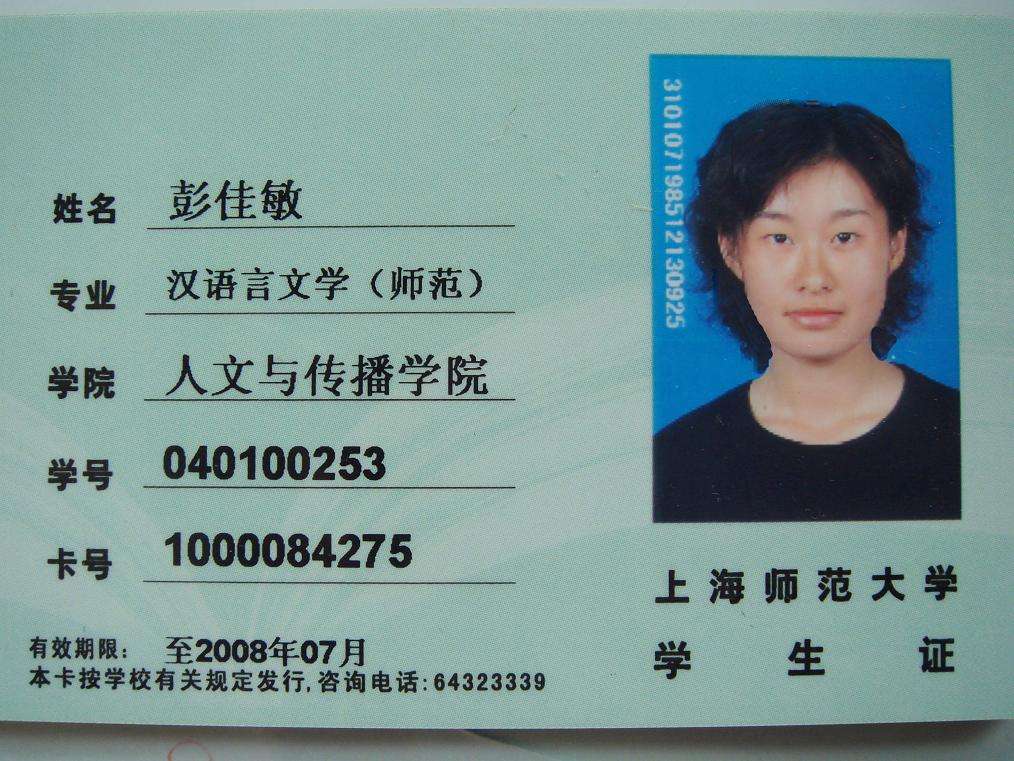 姓名 彭佳敏
专业 汉语言文学（师范）
学院 人文与传播学院
学号 040100253
卡号 1000084275
有效期限： 至2008年07月
本卡按学校有关规定发行,咨询电话:64323339
310107198512130925
上海师范大学
学生证